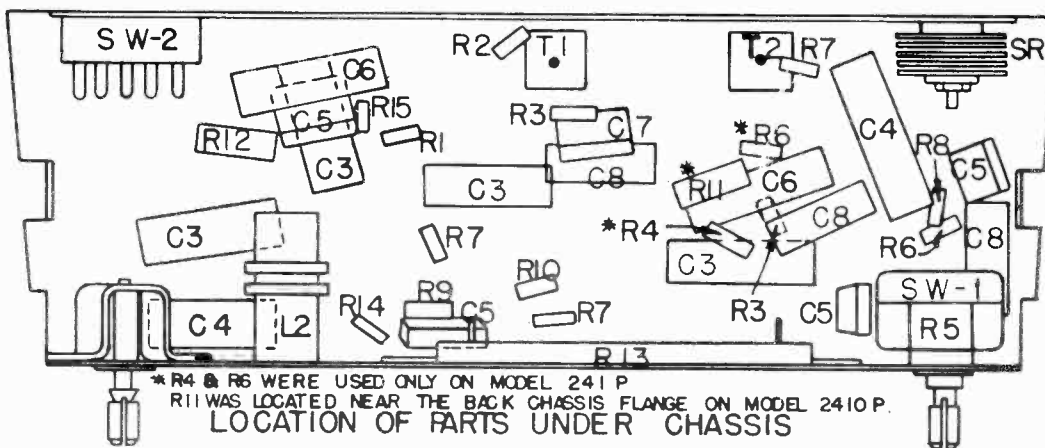 SW-2
R2
T1
T2
R7
SR
C6
R15
C5
R12
R1
C3
R3
C7
C8
C3
*R6
*R11
C6
C4
R8
C5
C8
C8
*R4
R6
C3
R7
C3
R10
R3
SW-1
C5
R5
C4
L2
R14
R9
C5
R7
R13
* R4 & R6 WERE USED ONLY ON MODEL 241 P
R11 WAS LOCATED NEAR THE BACK CHASSIS FLANGE ON MODEL 2410 P.
LOCATION OF PARTS UNDER CHASSIS